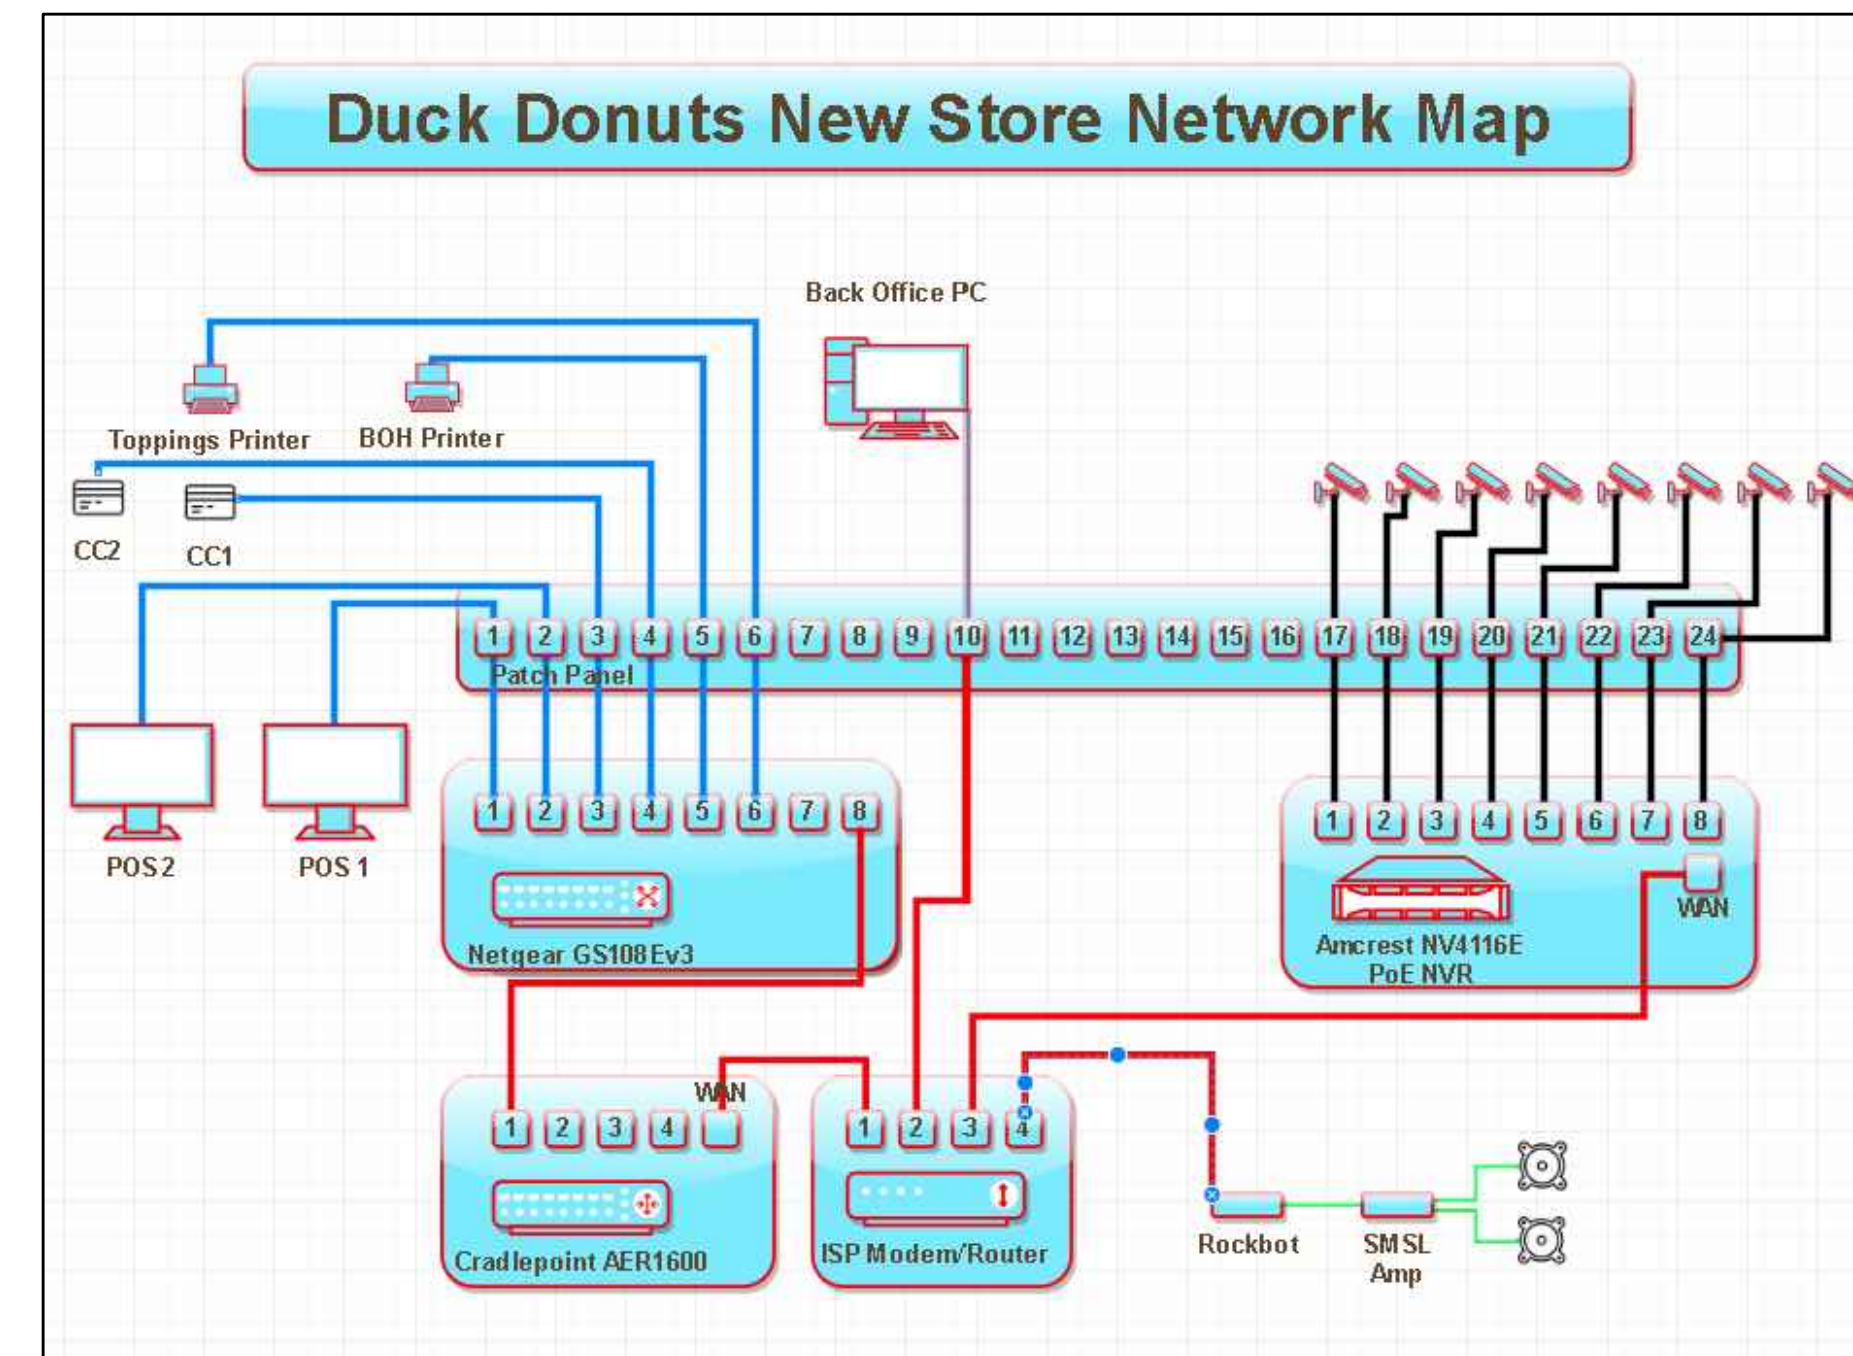 Duck Donuts New Store Network Map
Back Office PC
Toppings Printer
BOH Printer
CC2
CC1
1 2 3 4 5 6 7 8 9 10 11 12 13 14 15 16 17 18 19 20 21 22 23 24
Patch Panel
POS 2
POS 1
1 2 3 4 5 6 7 8
Netgear GS108Ev3
1 2 3 4 5 6 7 8
WAN
Amcrest NV4116E
PoE NVR
WAN
1 2 3 4
Cradlepoint AER1600
1 2 3 4
ISP Modem/Router
Rockbot
SMSL
Amp